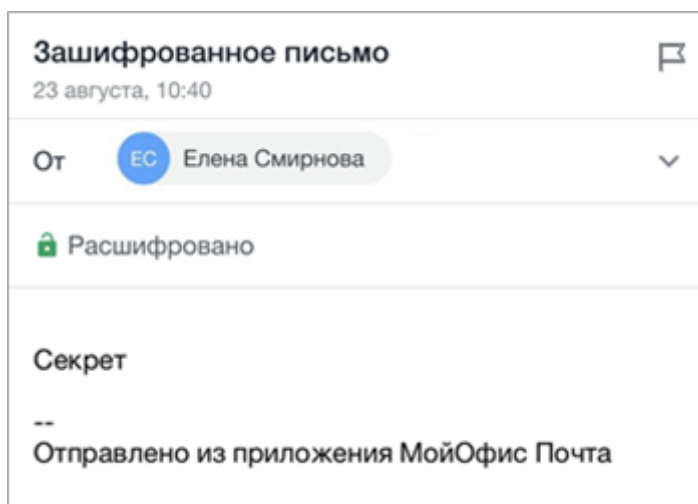 Зашифрованное письмо
23 августа, 10:40
От ЕС Елена Смирнова
Расшифровано
Секрет
--
Отправлено из приложения МойОфис Почта